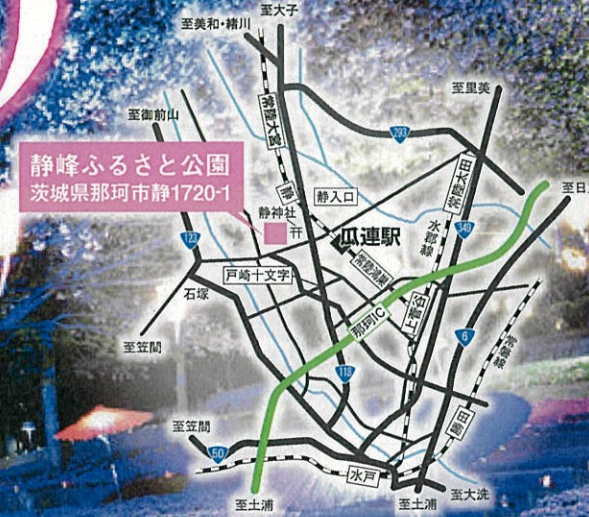 至大子
至美和・緒川
至里美
至御前山
常陸大宮
293
静峰ふるさと公園
茨城県那珂市静1720-1
静
静入口
常陸太田
至日立
静神社
瓜連駅
水郡線
349
123
戸崎十文字
常陸鴻巣
石塚
那珂IC
上菅谷
6
常磐線
至笠間
118
勝田
至笠間
50
水戸
至土浦
至土浦
至大洗